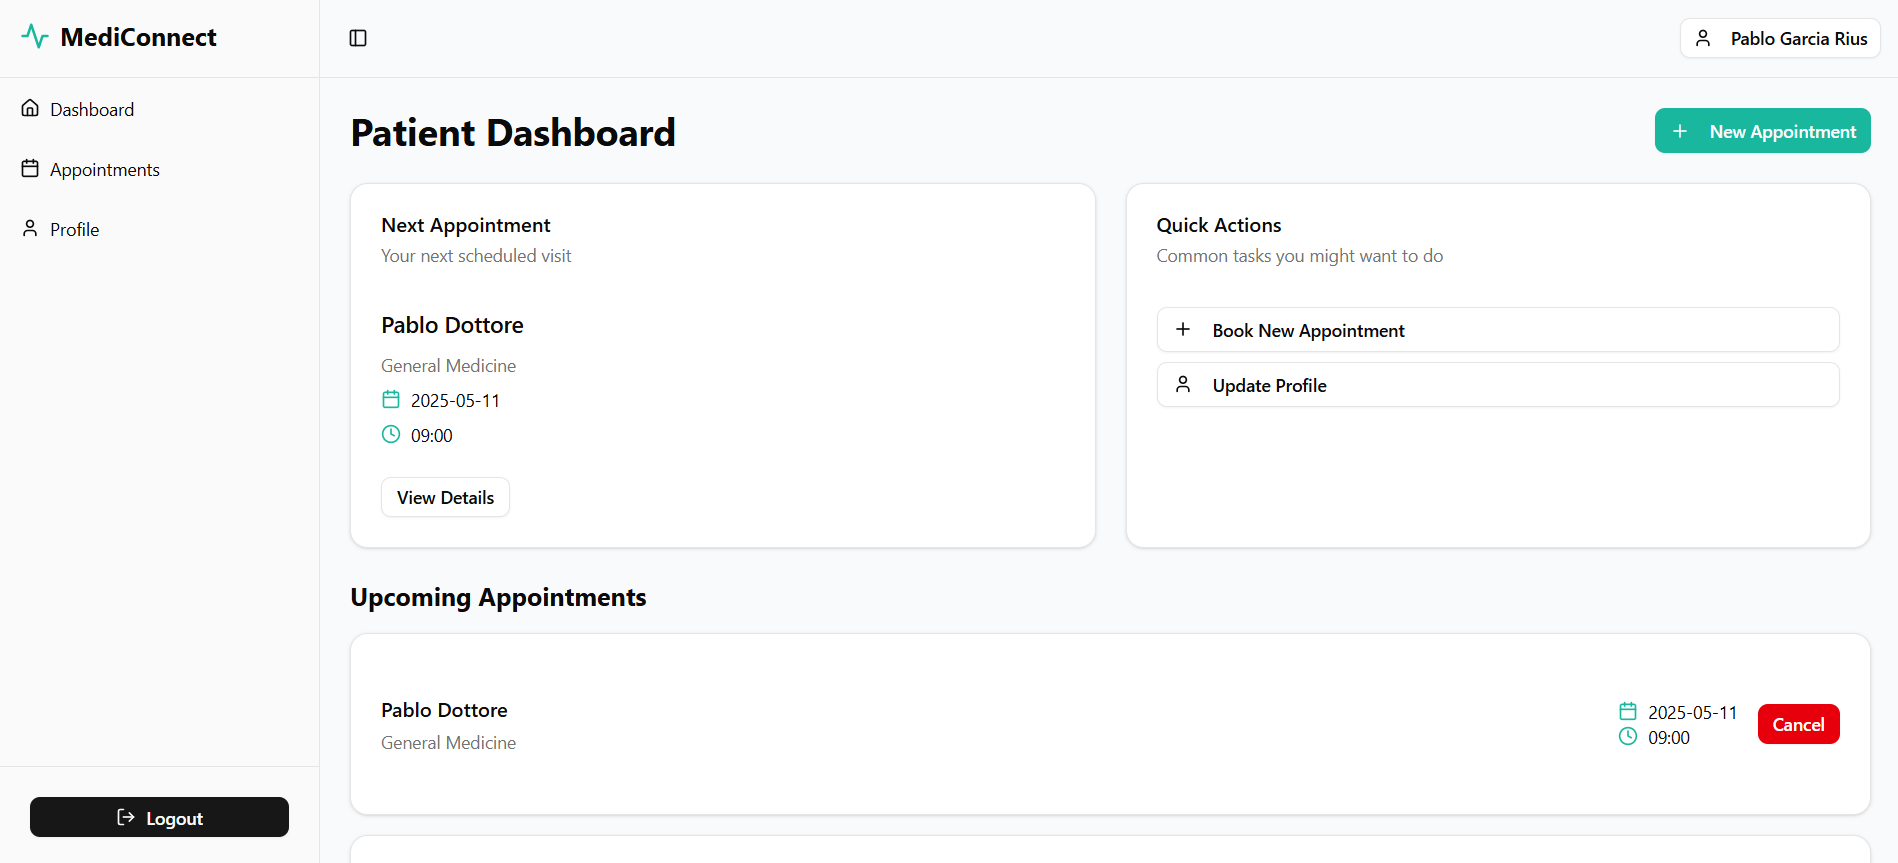 MediConnect
Pablo Garcia Rius
Dashboard
Appointments
Profile
Logout
Patient Dashboard
New Appointment
Next Appointment
Your next scheduled visit
Pablo Dottore
General Medicine
2025-05-11
09:00
View Details
Quick Actions
Common tasks you might want to do
Book New Appointment
Update Profile
Upcoming Appointments
Pablo Dottore
General Medicine
2025-05-11
09:00
Cancel